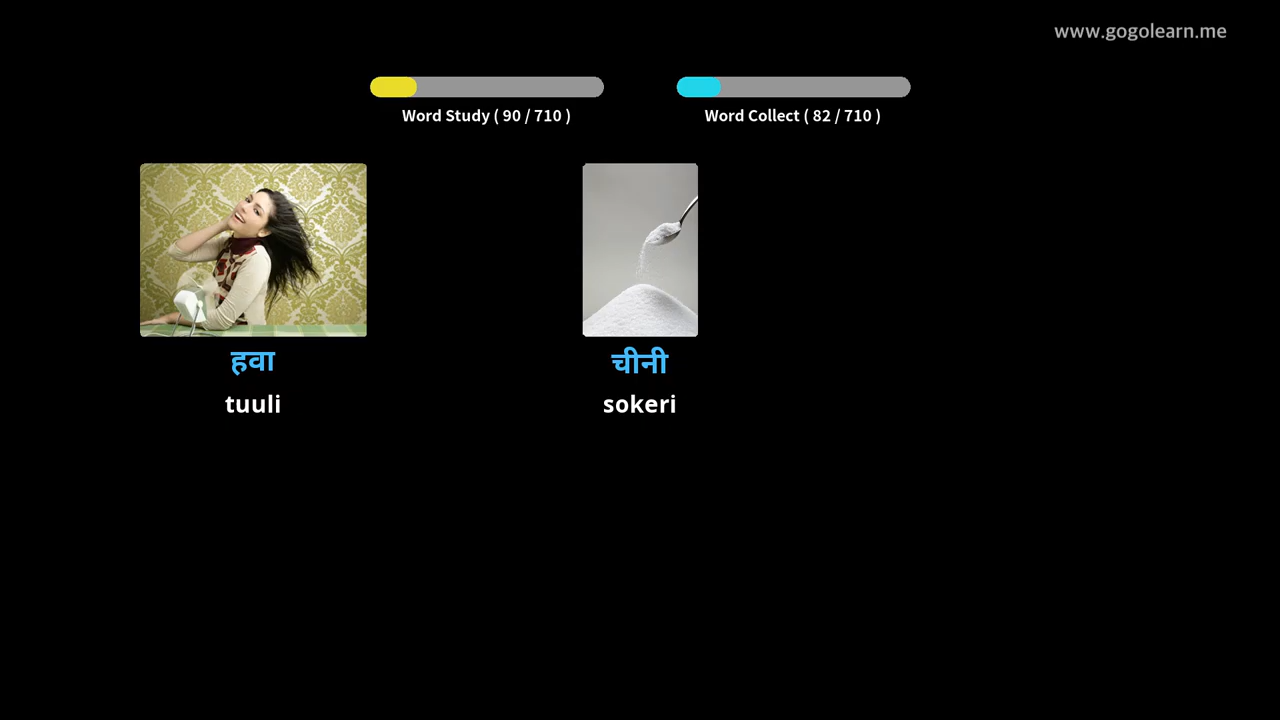 www.gogolearn.me
Word Study ( 90 / 710 )
Word Collect ( 82 / 710 )
हवा
tuuli
चीनी
sokeri